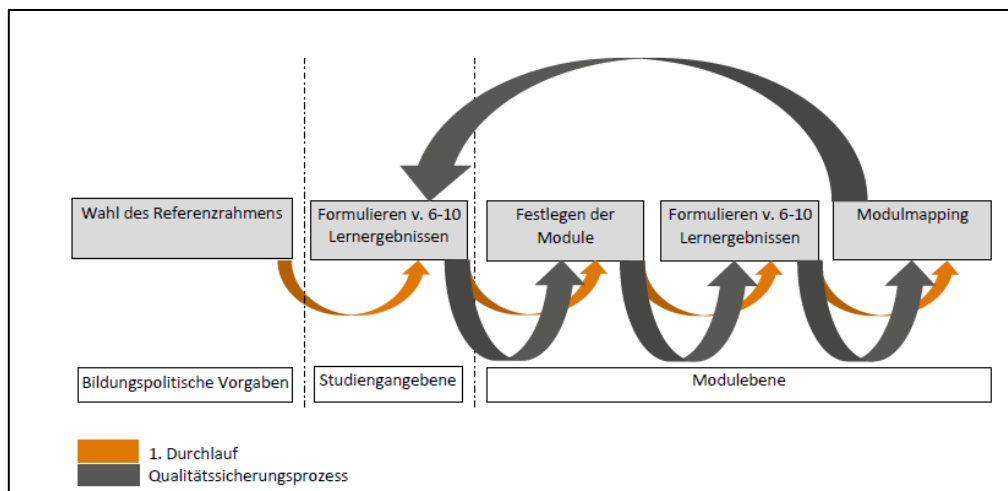 Wahl des Referenzrahmens
Formulieren v. 6-10
Lernergebnissen
Festlegen der
Module
Formulieren v. 6-10
Lernergebnissen
Modulmapping
Bildungspolitische Vorgaben
Studiengangebene
Modulebene
1. Durchlauf
Qualitätssicherungsprozess